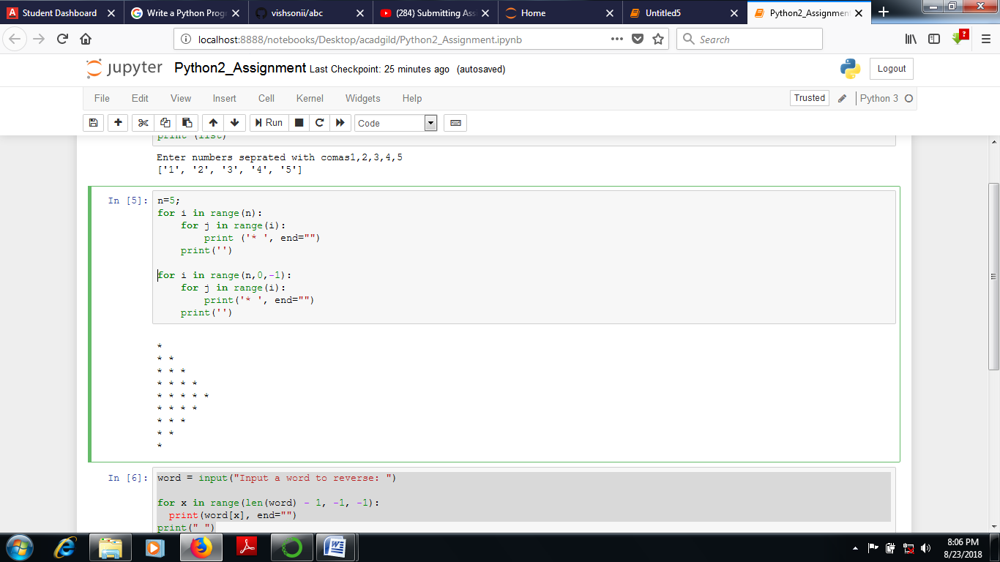 Student Dashboard
Write a Python Prog
vishsonii/abc
(284) Submitting Ass
Home
Untitled5
Python2_Assignment
localhost:8888/notebooks/Desktop/acadgild/Python2_Assignment.ipynb
Search
jupyter Python2_Assignment Last Checkpoint: 25 minutes ago (autosaved)
Logout
File Edit View Insert Cell Kernel Widgets Help
Trusted
Python 3
Run
Code
print (list)
Enter numbers seprated with comas1,2,3,4,5
['1', '2', '3', '4', '5']
In [5]:
n=5;
for i in range(n):
    for j in range(i):
        print ('* ', end="")
    print('')
for i in range(n,0,-1):
    for j in range(i):
        print('* ', end="")
    print('')
*
* *
* * *
* * * *
* * * * *
* * * *
* * *
* *
*
In [6]:
word = input("Input a word to reverse: ")
for x in range(len(word) - 1, -1, -1):
  print(word[x], end="")
print(" ")
8:06 PM
8/23/2018